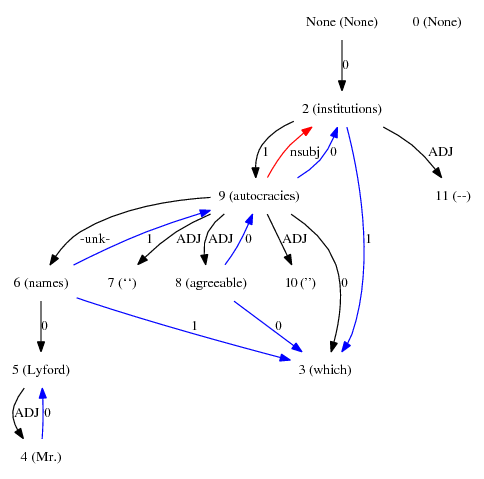 None (None) 0 (None)
0
2 (institutions)
1 nsubj 0 ADJ
9 (autocracies) 11 (--)
-unk- 1 ADJ ADJ 0 ADJ 1
6 (names) 7 (‘‘) 8 (agreeable) 10 (’’) 0
0 1 0
5 (Lyford) 3 (which)
ADJ 0
4 (Mr.)